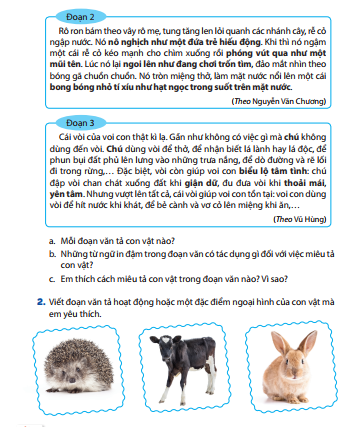 Đoạn 2
Rô ron bám theo vây rô mẹ, tung tăng len lỏi quanh các nhánh cây, rễ cỏ
ngập nước. Nó nô nghịch như một đứa trẻ hiếu động. Khi thì nó ngậm
một cái rễ cỏ kéo mạnh cho chìm xuống rồi phóng vút qua như một
mũi tên. Lúc nó lại ngoi lên như đang chơi trốn tìm, đảo mắt nhìn theo
bóng gã chuồn chuồn. Nó tròn miệng thở, làm mặt nước nổi lên một cái
bong bóng nhỏ tí xíu như hạt ngọc trong suốt trên mặt nước.
(Theo Nguyễn Văn Chương)
Đoạn 3
Cái vòi của voi con thật kì lạ. Gần như không có việc gì mà chú không
dùng đến vòi. Chú dùng vòi để thở, để nhận biết lá lành hay lá độc, để
phun bụi đất phủ lên lưng vào những trưa nắng, để dò đường và rẽ lối
đi trong rừng,... Đặc biệt, vòi còn giúp voi con biểu lộ tâm tình: chú
đập vòi chan chát xuống đất khi giận dữ, đu đưa vòi khi thoải mái,
yên tâm. Nhưng vượt lên tất cả, cái vòi giúp voi con tồn tại: voi con dùng
vòi để hít nước khi khát, để bẻ cành và vơ cỏ lên miệng khi ăn,...
(Theo Vũ Hùng)
a. Mỗi đoạn văn tả con vật nào?
b. Những từ ngữ in đậm trong đoạn văn có tác dụng gì đối với việc miêu tả
con vật?
c. Em thích cách miêu tả con vật trong đoạn văn nào? Vì sao?
2. Viết đoạn văn tả hoạt động hoặc một đặc điểm ngoại hình của con vật mà
em yêu thích.